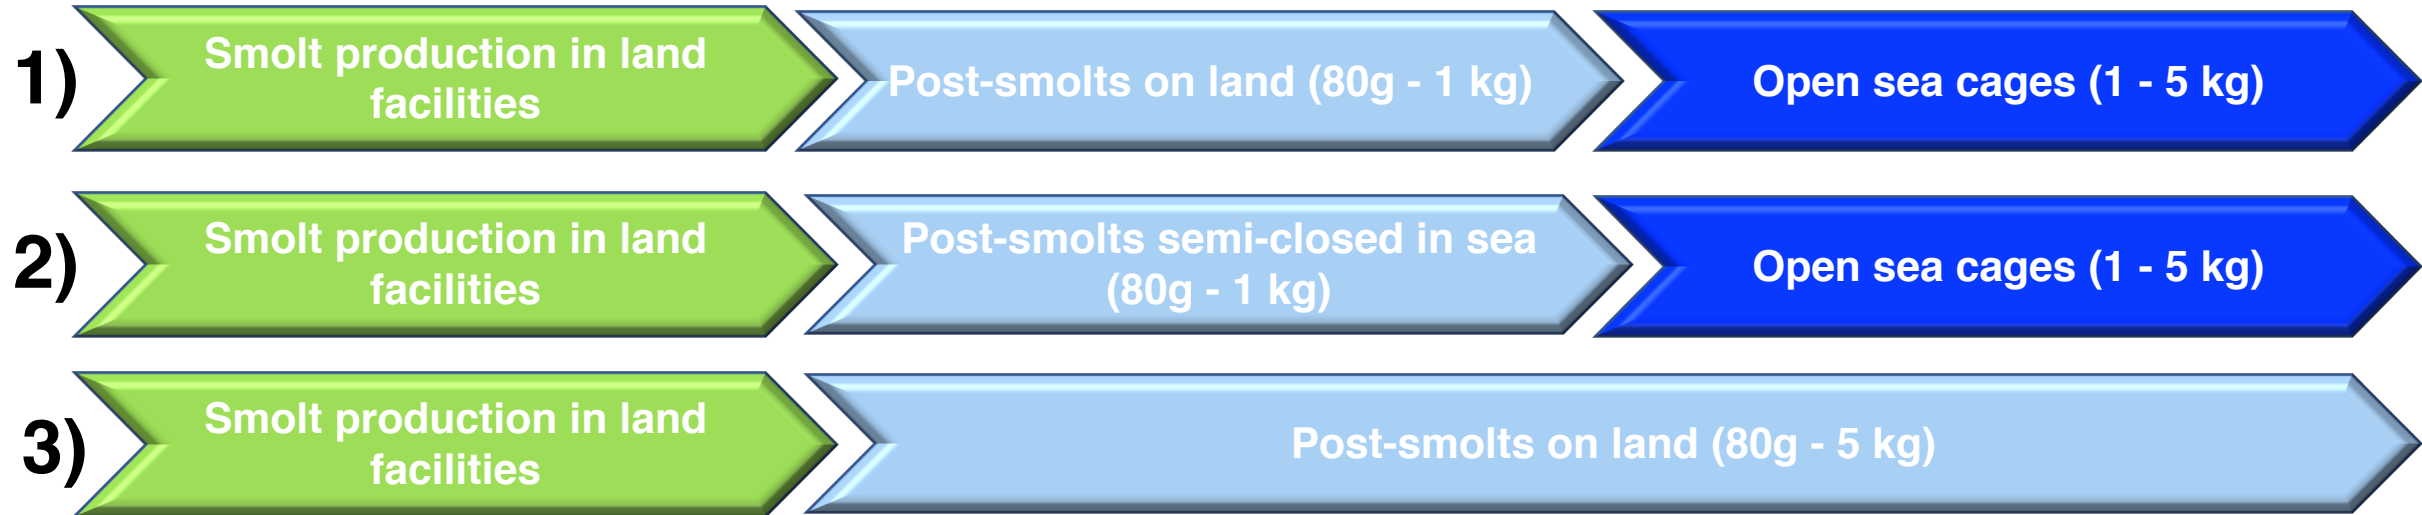 1)
Smolt production in land
facilities
Post-smolts on land (80g - 1 kg)
Open sea cages (1 - 5 kg)
2)
Smolt production in land
facilities
Post-smolts semi-closed in sea
(80g - 1 kg)
Open sea cages (1 - 5 kg)
3)
Smolt production in land
facilities
Post-smolts on land (80g - 5 kg)